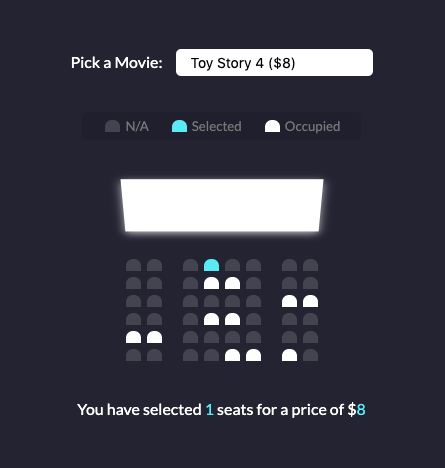 Pick a Movie: Toy Story 4 ($8)
N/A Selected Occupied
You have selected 1 seats for a price of $8